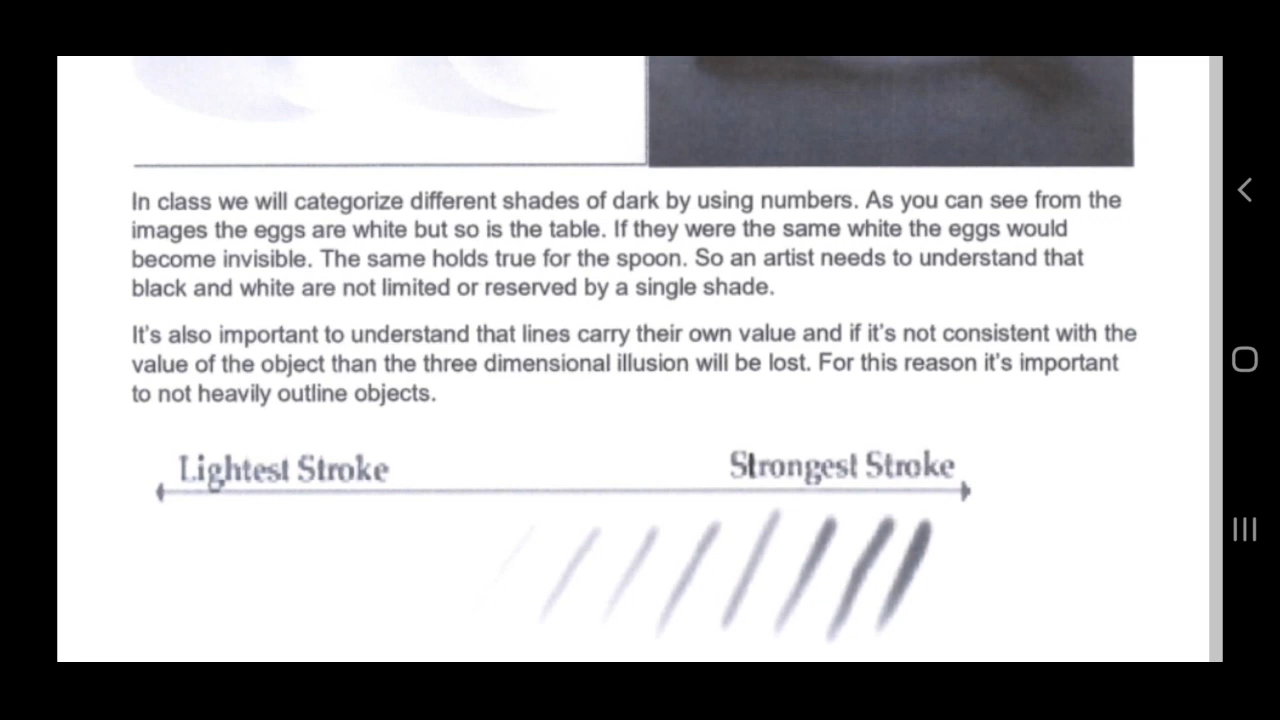 In class we will categorize different shades of dark by using numbers. As you can see from the
images the eggs are white but so is the table. If they were the same white the eggs would
become invisible. The same holds true for the spoon. So an artist needs to understand that
black and white are not limited or reserved by a single shade.
It's also important to understand that lines carry their own value and if it's not consistent with the
value of the object than the three dimensional illusion will be lost. For this reason it's important
to not heavily outline objects.
Lightest Stroke
Strongest Stroke